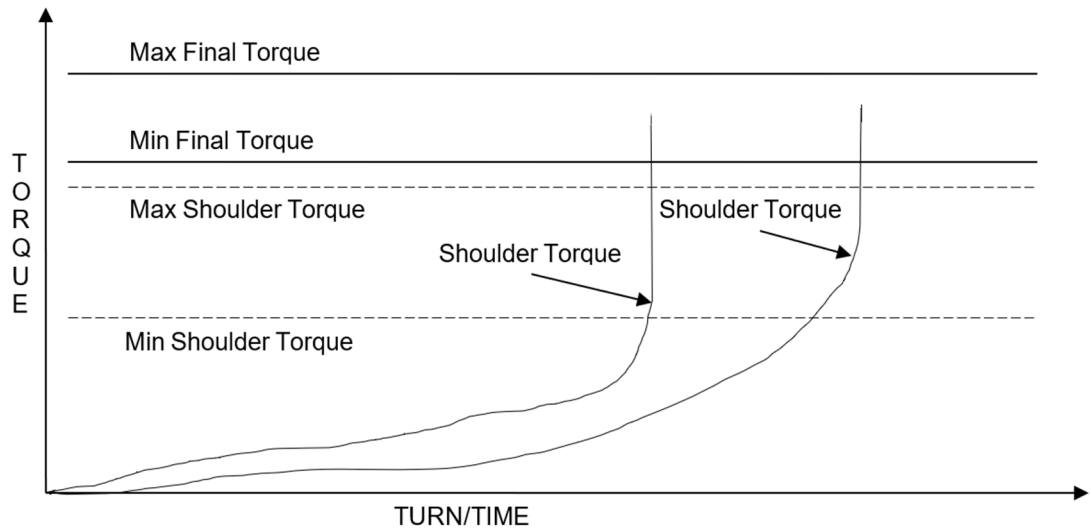 Max Final Torque
Min Final Torque
TORQUE
Max Shoulder Torque
Shoulder Torque
Shoulder Torque
Min Shoulder Torque
TURN/TIME